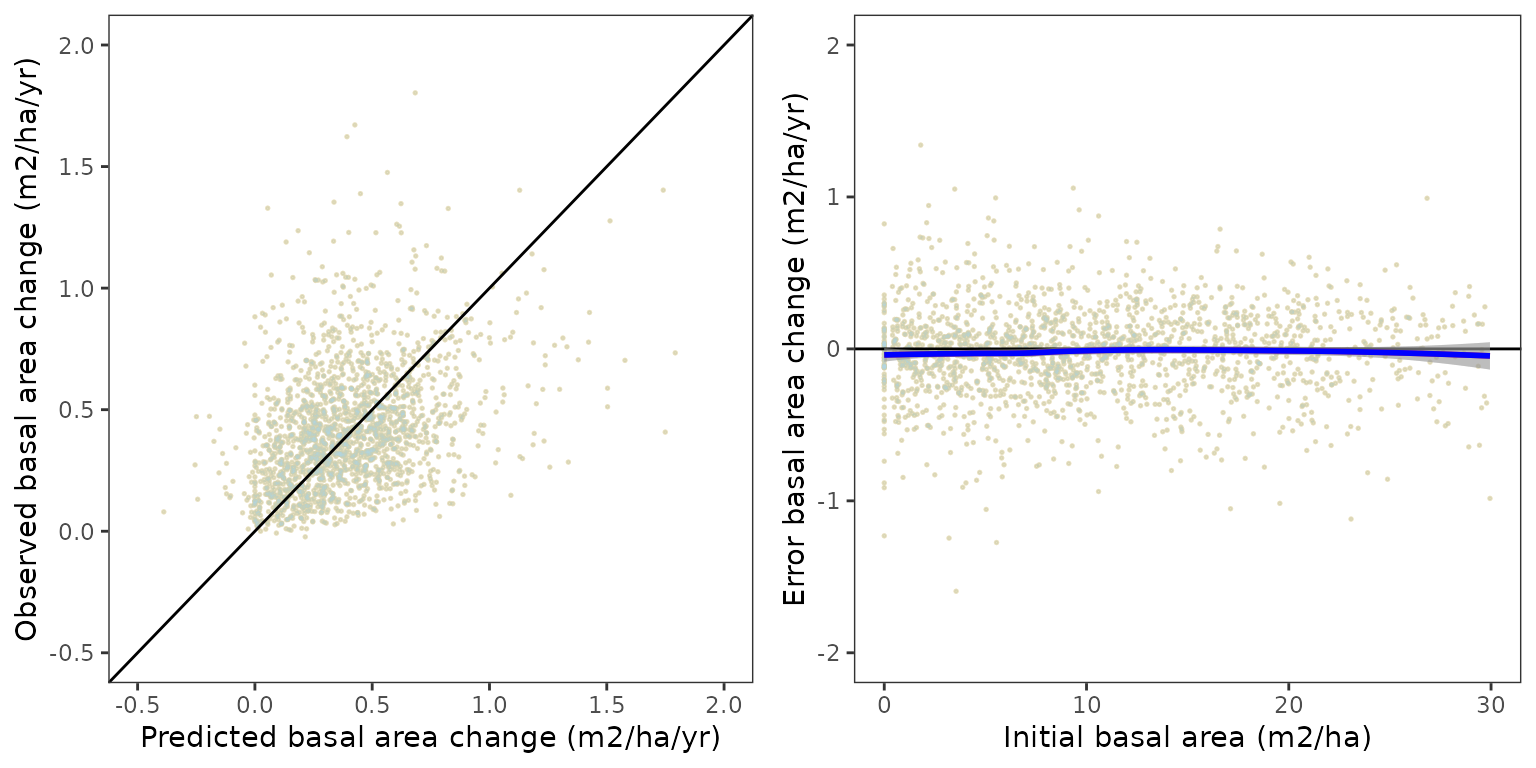 Observed basal area change (m2/ha/yr)
2.0
1.5
1.0
0.5
0.0
-0.5
-0.5 0.0 0.5 1.0 1.5 2.0
Predicted basal area change (m2/ha/yr)
Error basal area change (m2/ha/yr)
2
1
0
-1
-2
0 10 20 30
Initial basal area (m2/ha)